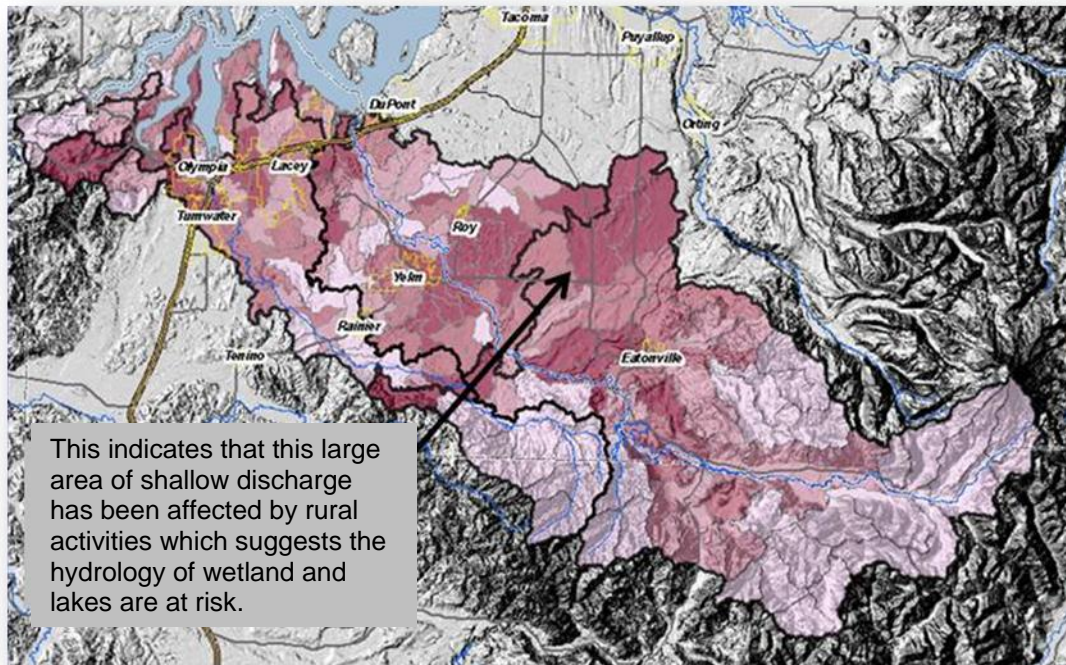 Tacoma
Puyallup
DuPont
Orting
Olympia
Lacey
Tumwater
Roy
Yelm
Rainier
Tenino
Eatonville
This indicates that this large
area of shallow discharge
has been affected by rural
activities which suggests the
hydrology of wetland and
lakes are at risk.